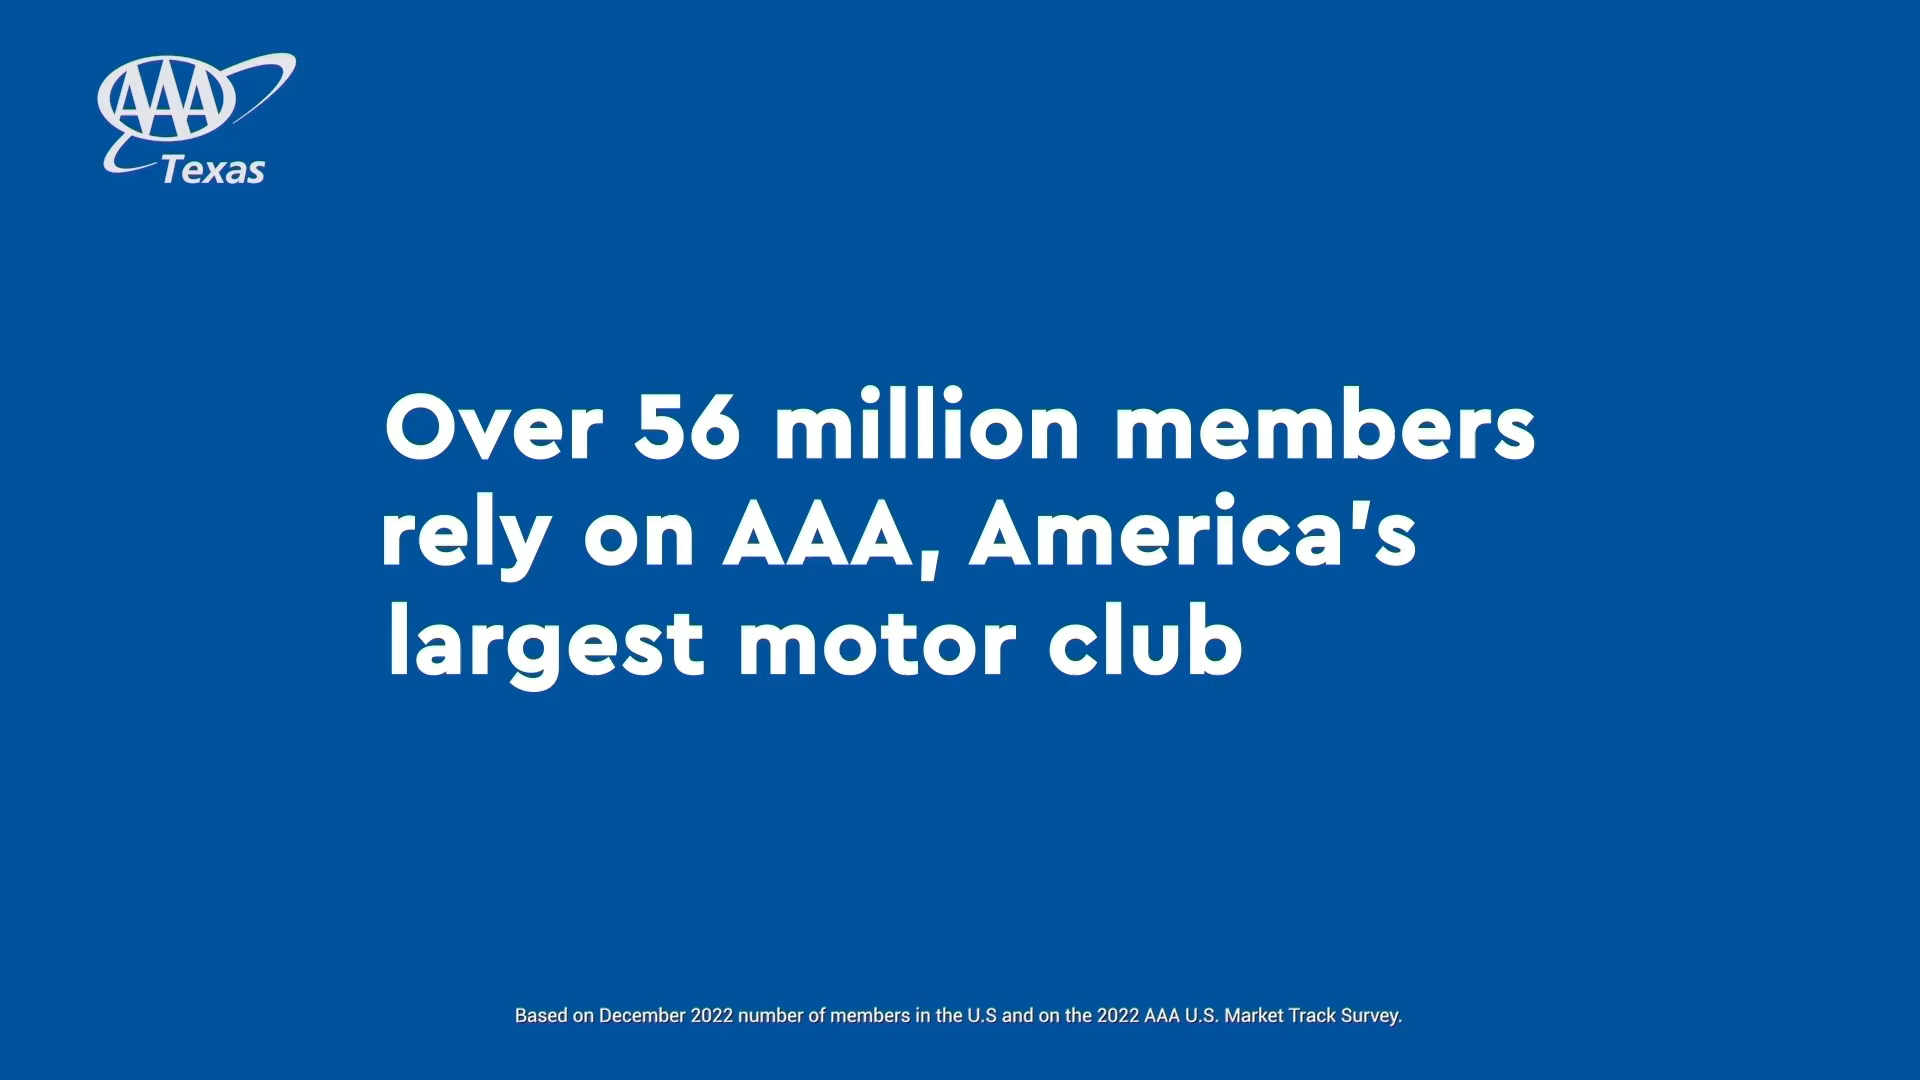 AAA
Texas
Over 56 million members
rely on AAA, America's
largest motor club
Based on December 2022 number of members in the U.S and on the 2022 AAA U.S. Market Track Survey.